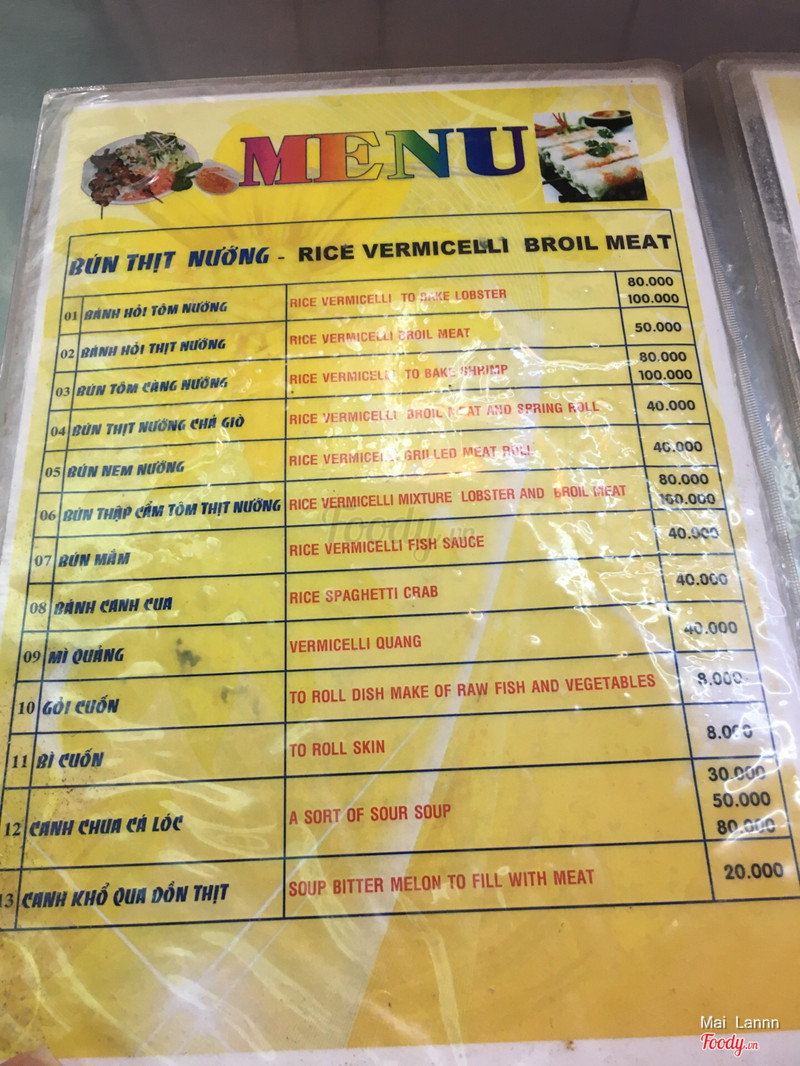 MENU
BÚN THỊT NƯỚNG - RICE VERMICELLI BROIL MEAT
01 BÁNH HỎI TÔM NƯỚNG RICE VERMICELLI TO BAKE LOBSTER 80.000
100.000
02 BÁNH HỎI THỊT NƯỚNG RICE VERMICELLI BROIL MEAT 50.000
03 BÚN TÔM CÀNG NƯỚNG RICE VERMICELLI TO BAKE SHRIMP 80.000
100.000
04 BÚN THỊT NƯỚNG CHẢ GIÒ RICE VERMICELLI BROIL MEAT AND SPRING ROLL 40.000
05 BÚN NEM NƯỚNG RICE VERMICELLI GRILLED MEAT ROLL 40.000
06 BÚN THẬP CẨM TÔM THỊT NƯỚNG RICE VERMICELLI MIXTURE LOBSTER AND BROIL MEAT 80.000
100.000
07 BÚN MẮM RICE VERMICELLI FISH SAUCE 40.000
08 BÁNH CANH CUA RICE SPAGHETTI CRAB 40.000
09 MÌ QUẢNG VERMICELLI QUANG 40.000
10 GỎI CUỐN TO ROLL DISH MAKE OF RAW FISH AND VEGETABLES 8.000
11 BÌ CUỐN TO ROLL SKIN 8.000
12 CANH CHUA CÁ LÓC A SORT OF SOUR SOUP 30.000
50.000
80.000
13 CANH KHỔ QUA DỒN THỊT SOUP BITTER MELON TO FILL WITH MEAT 20.000
Foody.vn
Mai Lannn
Foody.vn